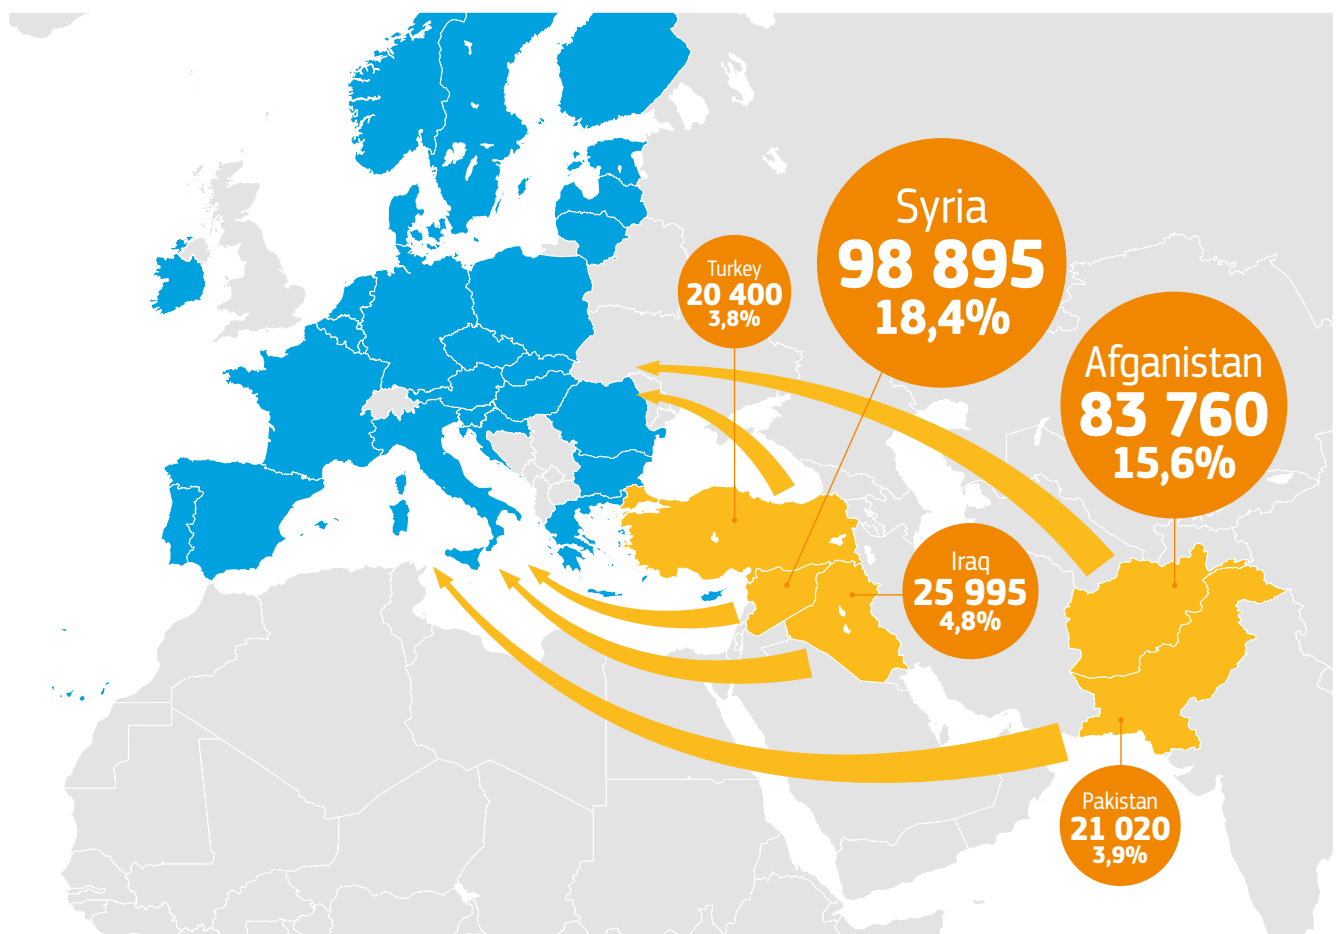 Syria
98 895
18,4%
Turkey
20 400
3,8%
Afganistan
83 760
15,6%
Iraq
25 995
4,8%
Pakistan
21 020
3,9%